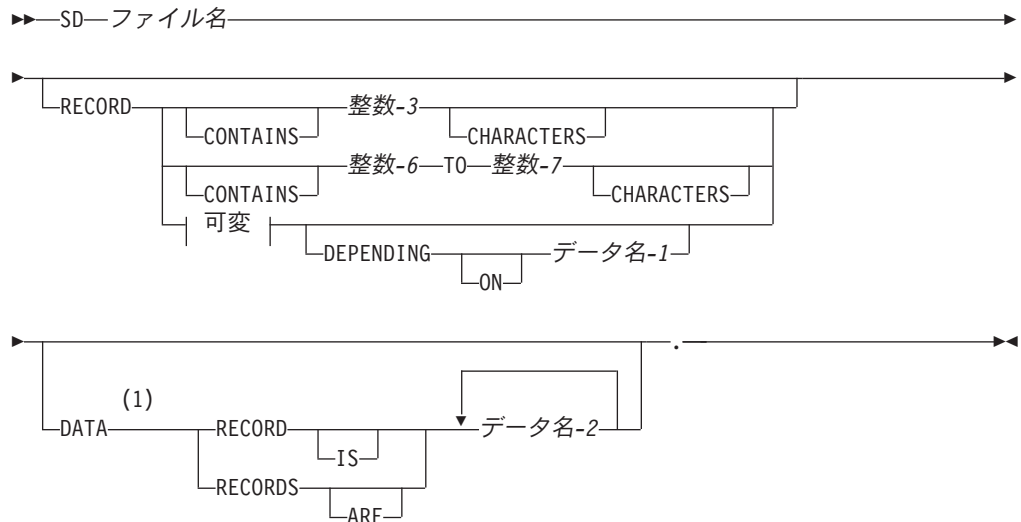 SD ファイル名
RECORD 整数-3
CONTAINS CHARACTERS
整数-6 TO 整数-7
CONTAINS CHARACTERS
可変
DEPENDING データ名-1
ON
.
(1)
DATA RECORD データ名-2
IS
RECORDS
ARE